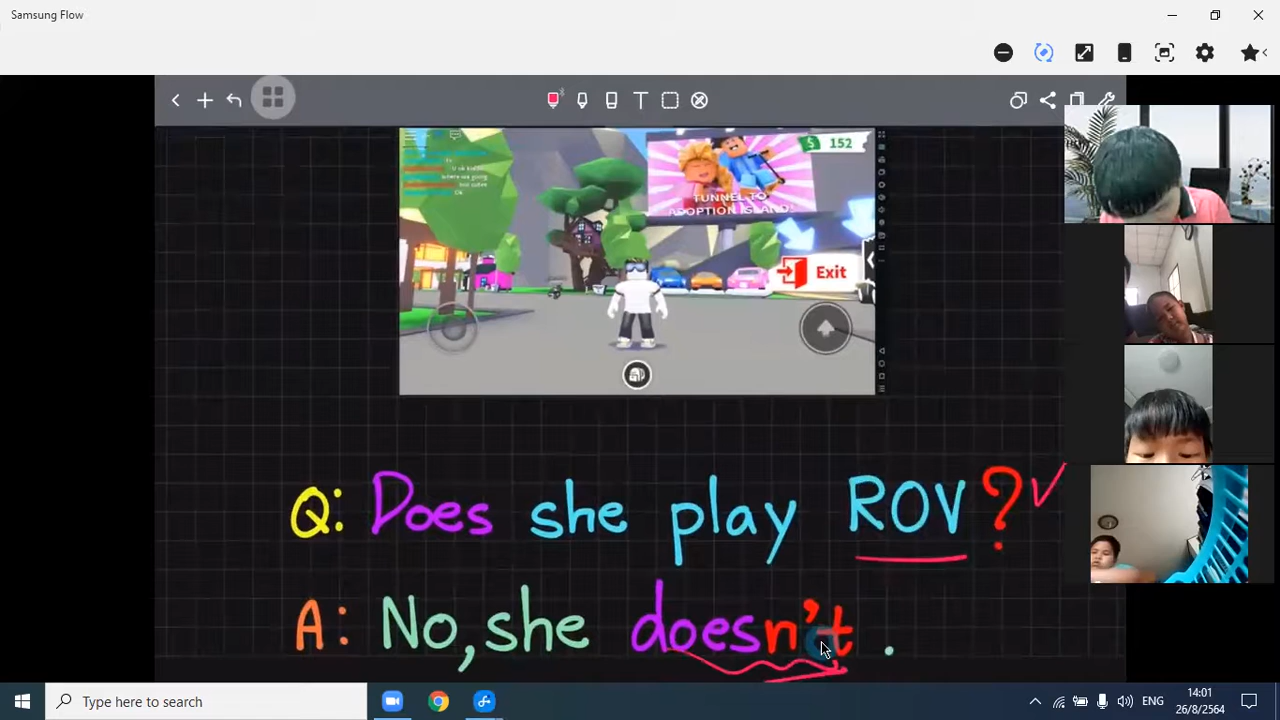 Samsung Flow
$ 152
TUNNEL TO
ADOPTION ISLAND!
Exit
Q: Does she play ROV ?
A: No, she doesn't .
Type here to search
ENG
14:01
26/8/2564